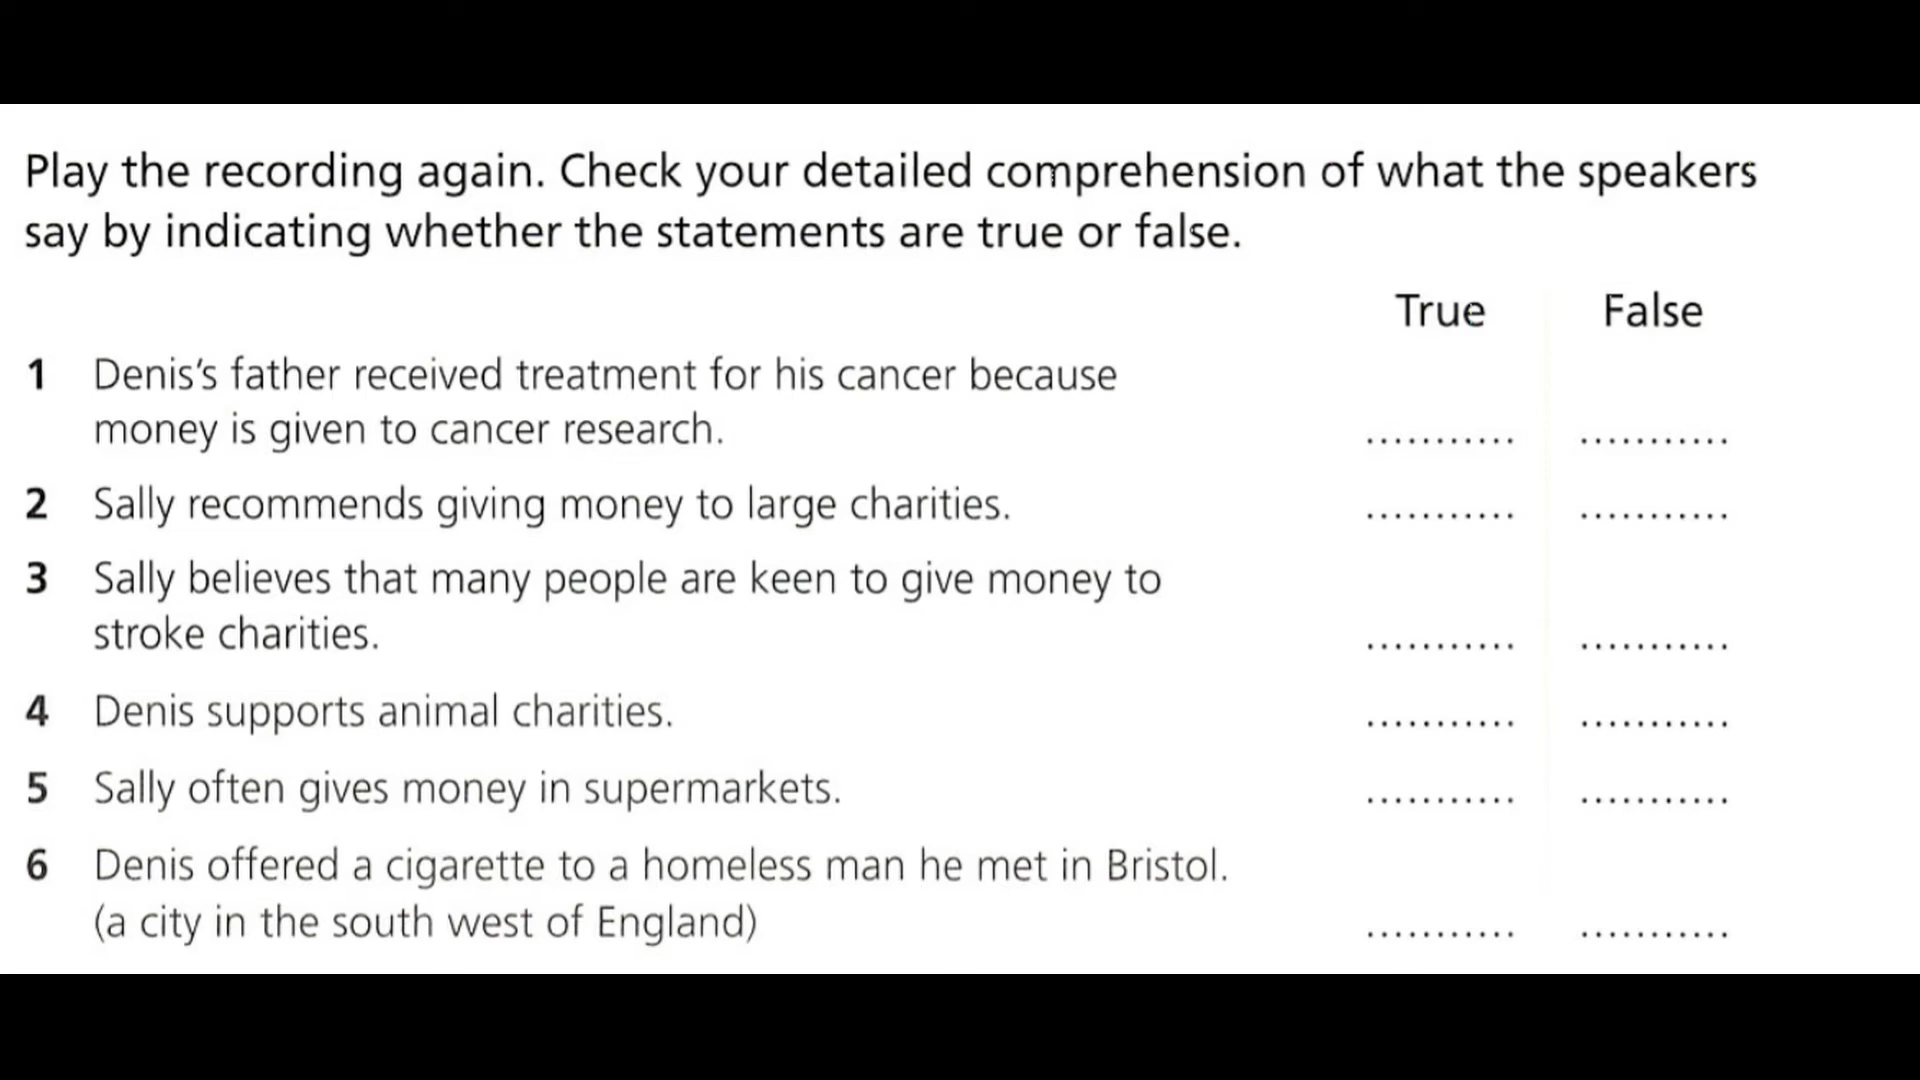 Play the recording again. Check your detailed comprehension of what the speakers
say by indicating whether the statements are true or false.
True False
1 Denis's father received treatment for his cancer because
money is given to cancer research. ........... ...........
2 Sally recommends giving money to large charities. ........... ...........
3 Sally believes that many people are keen to give money to
stroke charities. ........... ...........
4 Denis supports animal charities. ........... ...........
5 Sally often gives money in supermarkets. ........... ...........
6 Denis offered a cigarette to a homeless man he met in Bristol.
(a city in the south west of England) ........... ...........